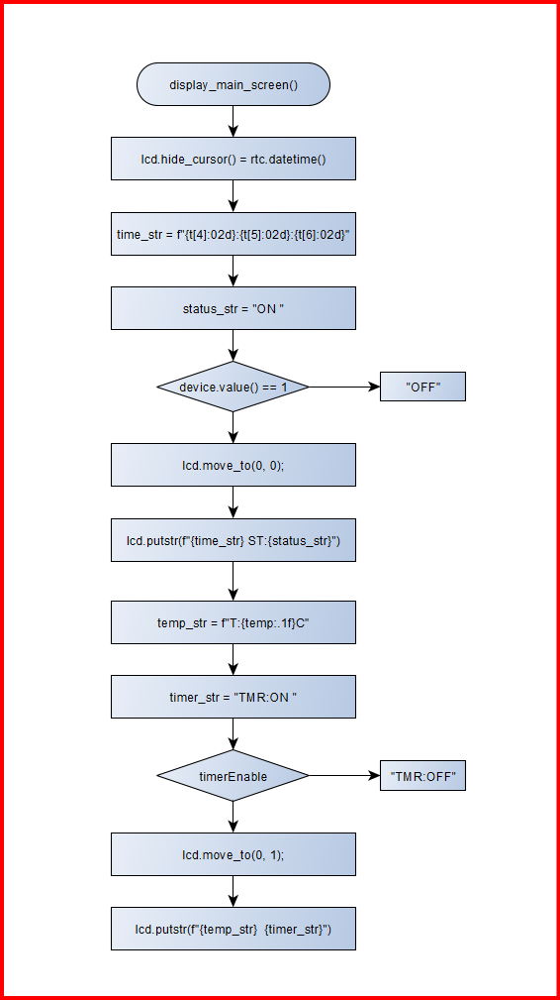 display_main_screen()
lcd.hide_cursor() = rtc.datetime()
time_str = f"{t[4]:02d}:{t[5]:02d}:{t[6]:02d}"
status_str = "ON "
device.value() == 1
"OFF"
lcd.move_to(0, 0);
lcd.putstr(f"{time_str} ST:{status_str}")
temp_str = f"T:{temp:.1f}C"
timer_str = "TMR:ON "
timerEnable
"TMR:OFF"
lcd.move_to(0, 1);
lcd.putstr(f"{temp_str}  {timer_str}")